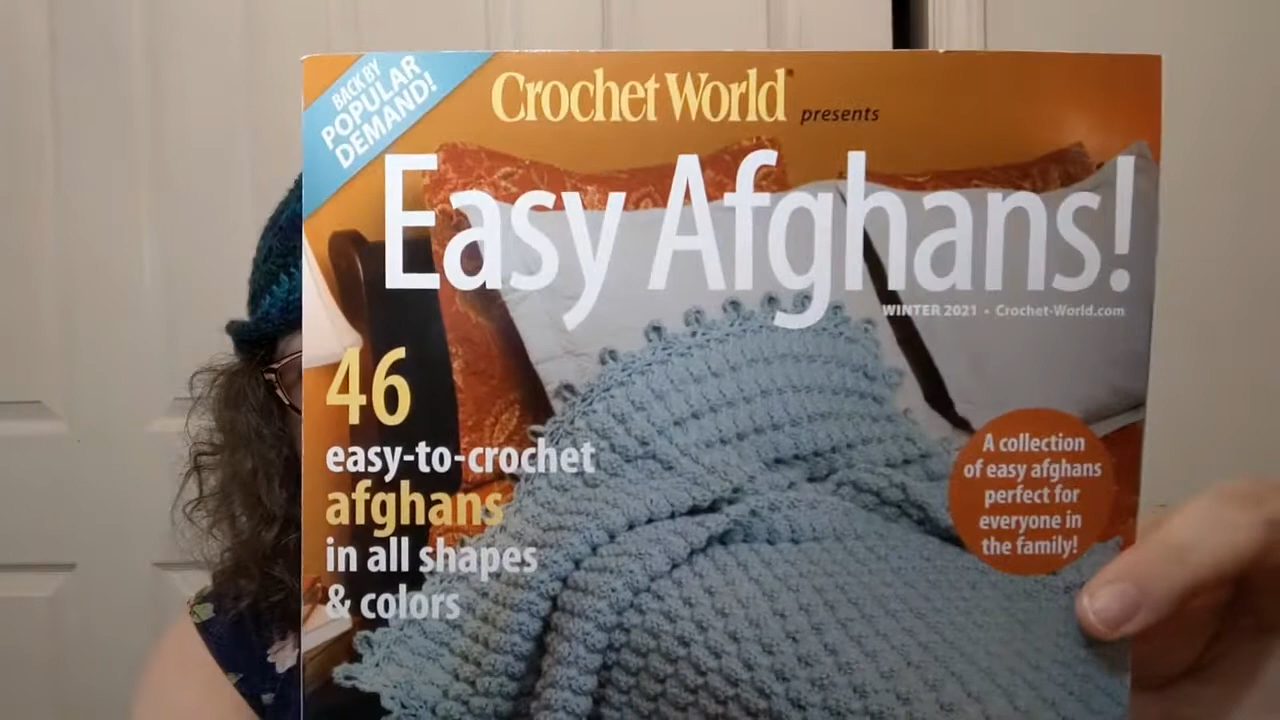 BACK BY
POPULAR
DEMAND!
Crochet World® presents
Easy Afghans!
WINTER 2021 • Crochet-World.com
46
easy-to-crochet
afghans
in all shapes
& colors
A collection
of easy afghans
perfect for
everyone in
the family!